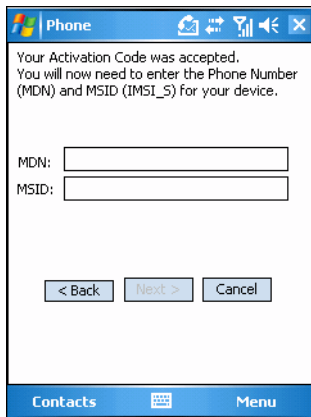 Phone
Your Activation Code was accepted.
You will now need to enter the Phone Number
(MDN) and MSID (IMSI_S) for your device.
MDN:
MSID:
< Back Next > Cancel
Contacts Menu